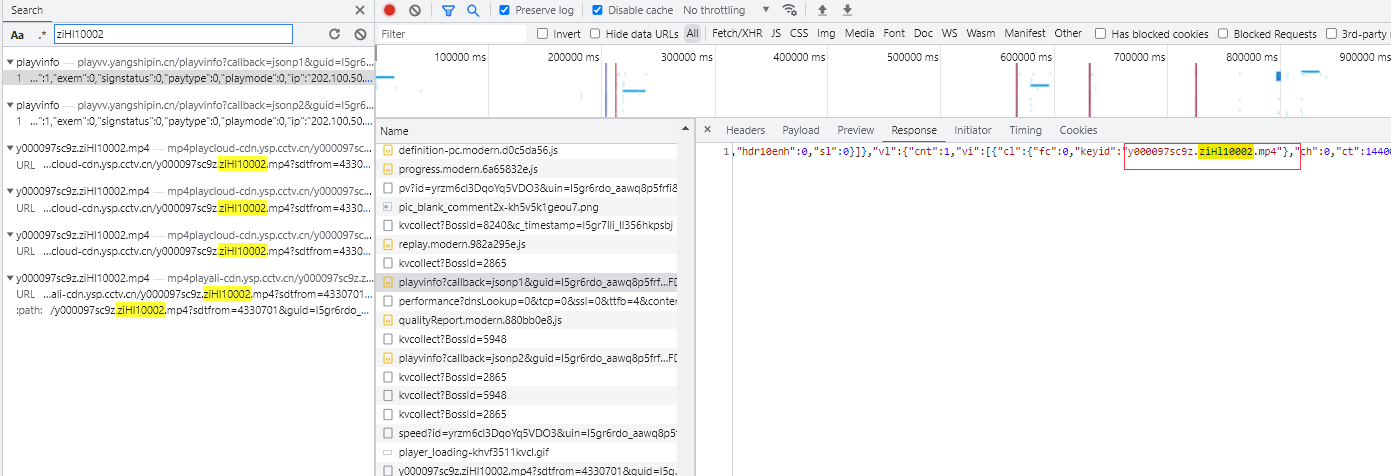 Search
Aa .* ziHI10002
playvinfo — playvv.yangshipin.cn/playvinfo?callback=jsonp1&guid=l5gr6...
1 ...":1,"exem":0,"signstatus":0,"paytype":0,"playmode":0,"ip":"202.100.50....
playvinfo — playvv.yangshipin.cn/playvinfo?callback=jsonp2&guid=l5gr6...
1 ...":1,"exem":0,"signstatus":0,"paytype":0,"playmode":0,"ip":"202.100.50....
y000097sc9z.ziHl10002.mp4 — mp4playcloud-cdn.ysp.cctv.cn/y000097sc...
URL ...cloud-cdn.ysp.cctv.cn/y000097sc9z.ziHl10002.mp4?sdtfrom=4330...
y000097sc9z.ziHl10002.mp4 — mp4playcloud-cdn.ysp.cctv.cn/y000097sc...
URL ...cloud-cdn.ysp.cctv.cn/y000097sc9z.ziHl10002.mp4?sdtfrom=4330...
y000097sc9z.ziHl10002.mp4 — mp4playcloud-cdn.ysp.cctv.cn/y000097sc...
URL ...cloud-cdn.ysp.cctv.cn/y000097sc9z.ziHl10002.mp4?sdtfrom=4330...
y000097sc9z.ziHl10002.mp4 — mp4playali-cdn.ysp.cctv.cn/y000097sc9z.z...
URL ...ali-cdn.ysp.cctv.cn/y000097sc9z.ziHl10002.mp4?sdtfrom=4330701...
:path: /y000097sc9z.ziHl10002.mp4?sdtfrom=4330701&guid=l5gr6rdo_...
Preserve log Disable cache No throttling
Filter Invert Hide data URLs All Fetch/XHR JS CSS Img Media Font Doc WS Wasm Manifest Other Has blocked cookies Blocked Requests 3rd-party
100000 ms 200000 ms 300000 ms 400000 ms 500000 ms 600000 ms 700000 ms 800000 ms 900000 ms
Name
definition-pc.modern.d0c5da56.js
progress.modern.6a65832e.js
pv?id=yrzm6cl3DqoYq5VDO3&uin=l5gr6rdo_aawq8p5frfi&
pic_blank_comment2x-kh5v5k1geou7.png
kvcollect?BossId=8240&c_timestamp=l5gr7lli_ll356hkpsbj
replay.modern.982a295e.js
kvcollect?BossId=2865
playvinfo?callback=jsonp1&guid=l5gr6rdo_aawq8p5frf...FD
performance?dnsLookup=0&tcp=0&ssl=0&ttfb=4&conter
qualityReport.modern.880bb0e8.js
kvcollect?BossId=5948
playvinfo?callback=jsonp2&guid=l5gr6rdo_aawq8p5frf...FD
kvcollect?BossId=2865
kvcollect?BossId=5948
kvcollect?BossId=2865
speed?id=yrzm6cl3DqoYq5VDO3&uin=l5gr6rdo_aawq8p5
player_loading-khvf3511kvcl.gif
y000097sc9z.ziHl10002.mp4?sdtfrom=4330701&guid=l5g
Headers Payload Preview Response Initiator Timing Cookies
1 ,"hdr10enh":0,"sl":0}]},"vl":{"cnt":1,"vi":[{"cl":{"fc":0,"keyid":"y000097sc9z.ziHl10002.mp4"},"ch":0,"ct":14400